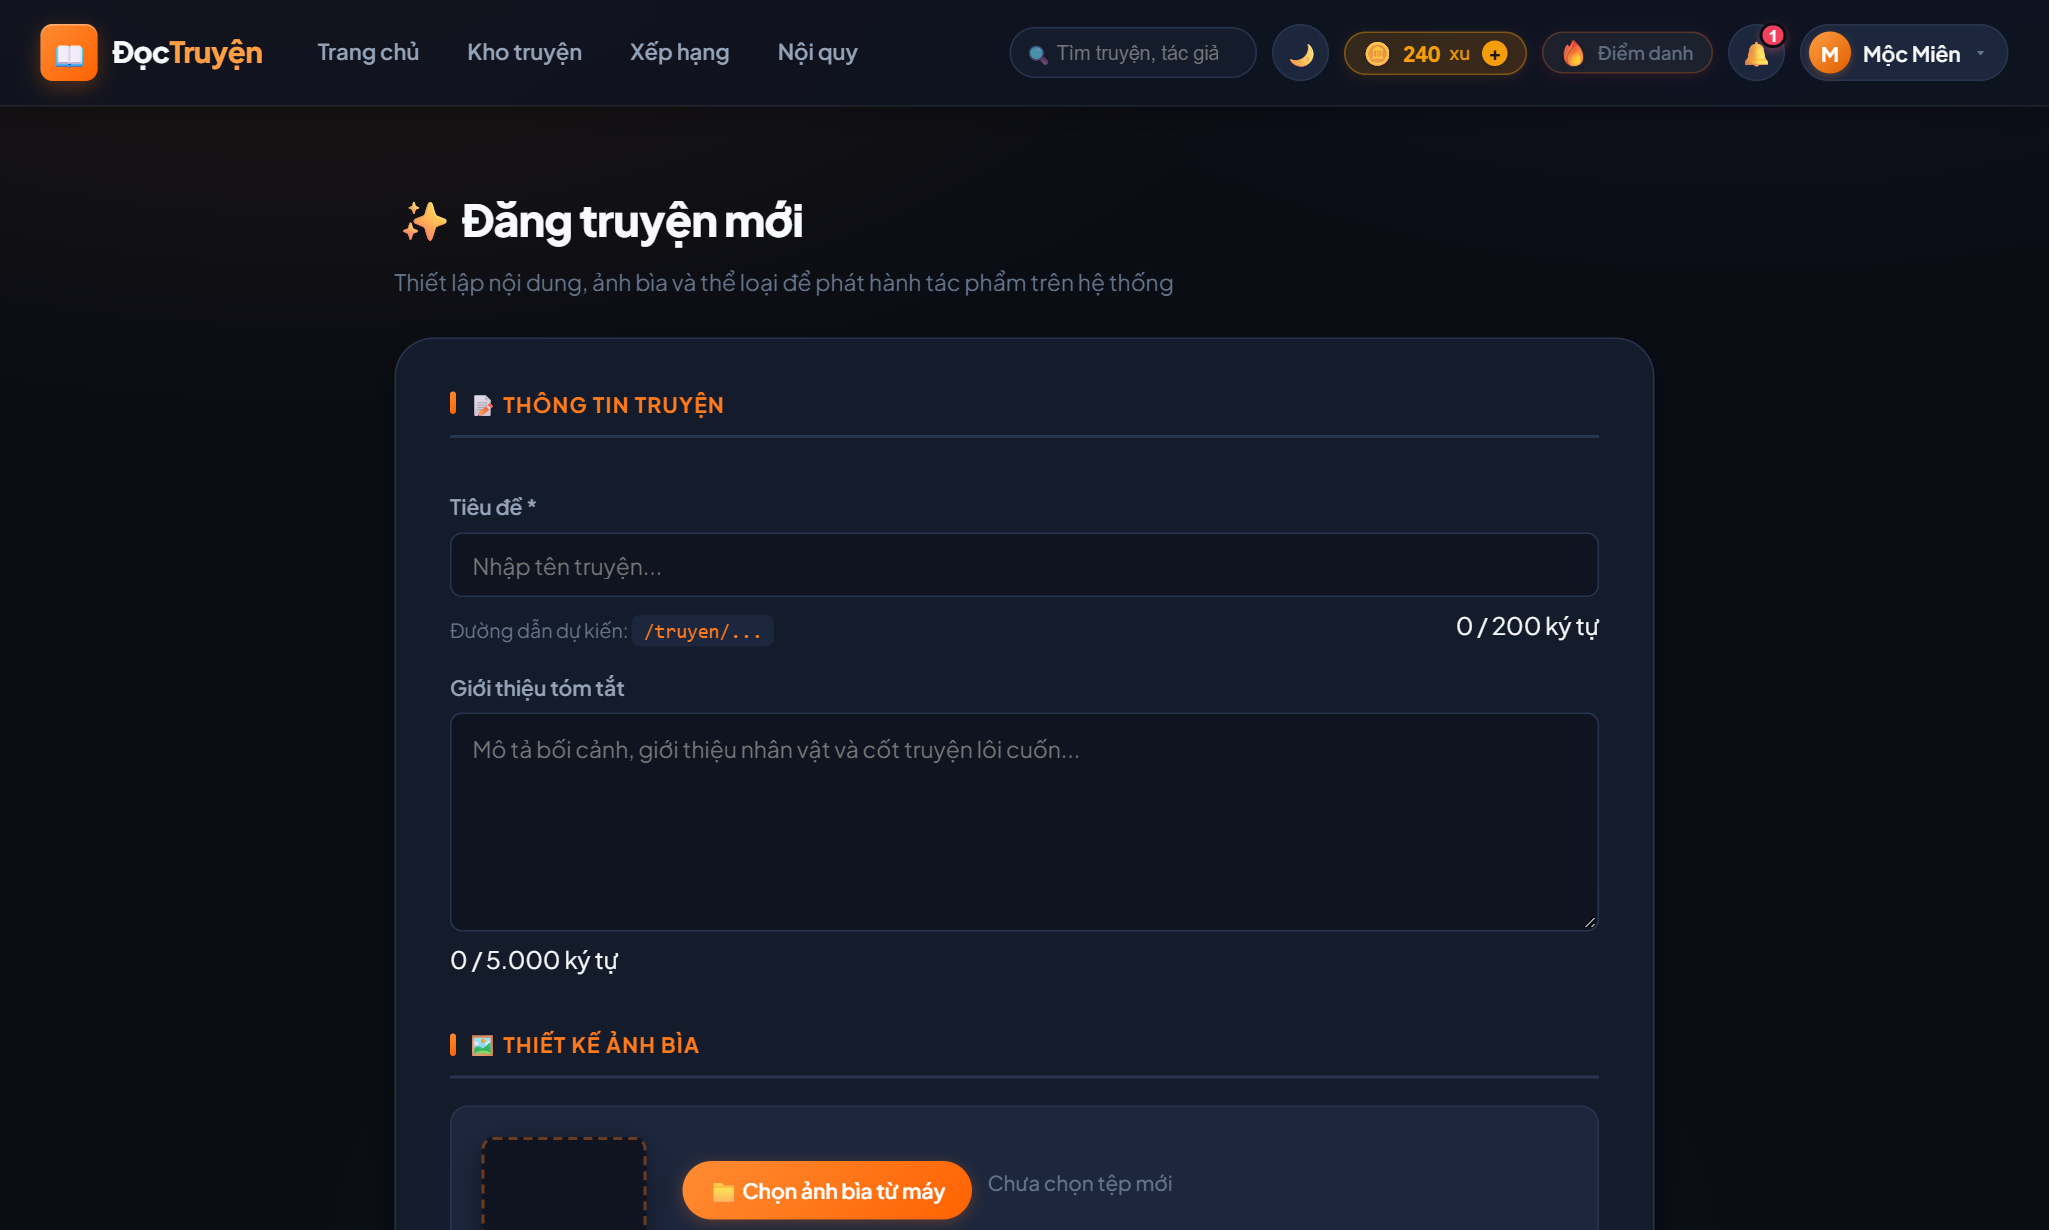 ĐọcTruyện
Trang chủ
Kho truyện
Xếp hạng
Nội quy
Tìm truyện, tác giả
240 xu +
Điểm danh
1
M
Mộc Miên
Đăng truyện mới
Thiết lập nội dung, ảnh bìa và thể loại để phát hành tác phẩm trên hệ thống
THÔNG TIN TRUYỆN
Tiêu đề *
Nhập tên truyện...
Đường dẫn dự kiến: /truyen/...
0 / 200 ký tự
Giới thiệu tóm tắt
Mô tả bối cảnh, giới thiệu nhân vật và cốt truyện lôi cuốn...
0 / 5.000 ký tự
THIẾT KẾ ẢNH BÌA
Chọn ảnh bìa từ máy
Chưa chọn tệp mới